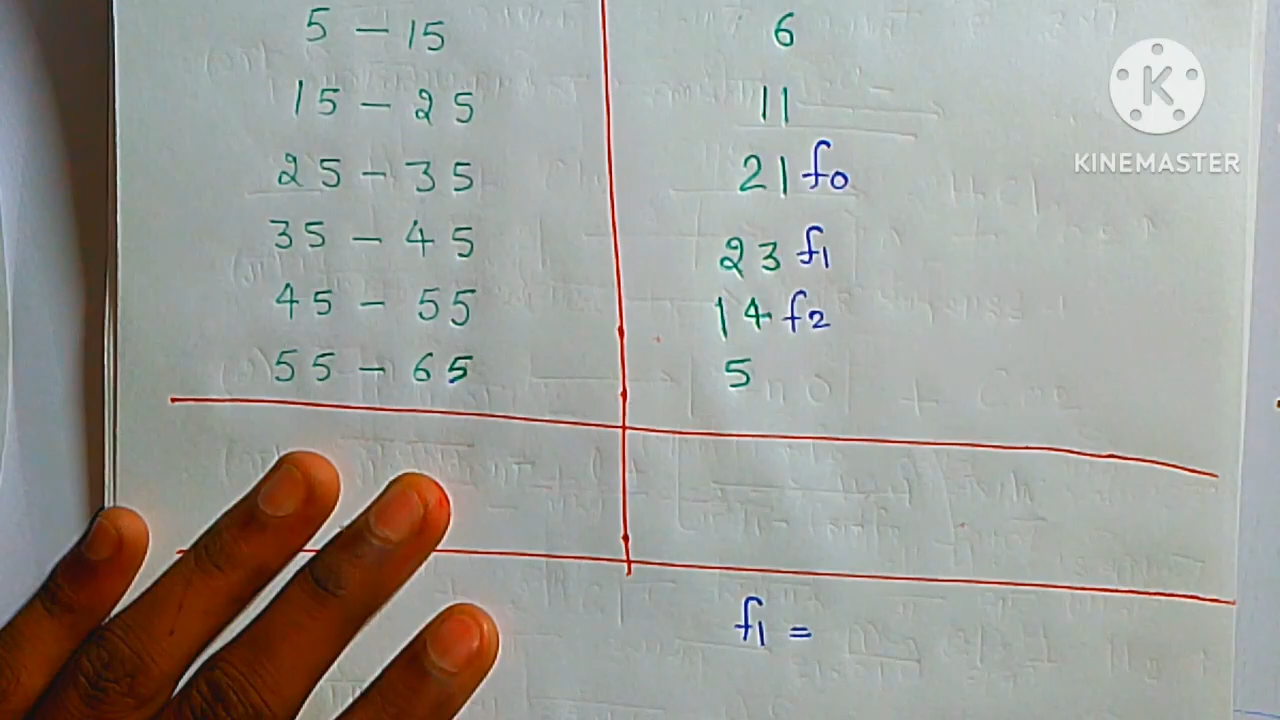 5 – 15 6
15 – 25 11
KINEMASTER
25 – 35 21 f0
35 – 45 23 f1
45 – 55 14 f2
55 – 65 5
f1 =